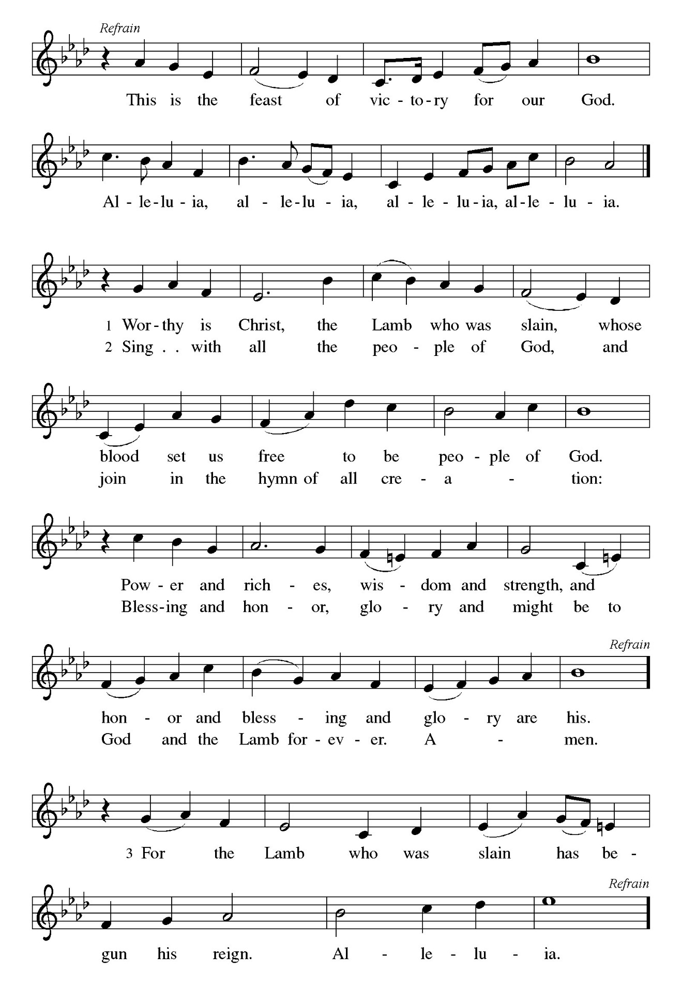 Refrain
This is the feast of vic - to - ry for our God.
Al - le - lu - ia, al - le - lu - ia, al - le - lu - ia, al - le - lu - ia.
1 Wor - thy is Christ, the Lamb who was slain, whose
2 Sing . . with all the peo - ple of God, and
blood set us free to be peo - ple of God.
join in the hymn of all cre - a - tion:
Pow - er and rich - es, wis - dom and strength, and
Bless - ing and hon - or, glo - ry and might be to
Refrain
hon - or and bless - ing and glo - ry are his.
God and the Lamb for - ev - er. A - men.
3 For the Lamb who was slain has be -
Refrain
gun his reign. Al - le - lu - ia.